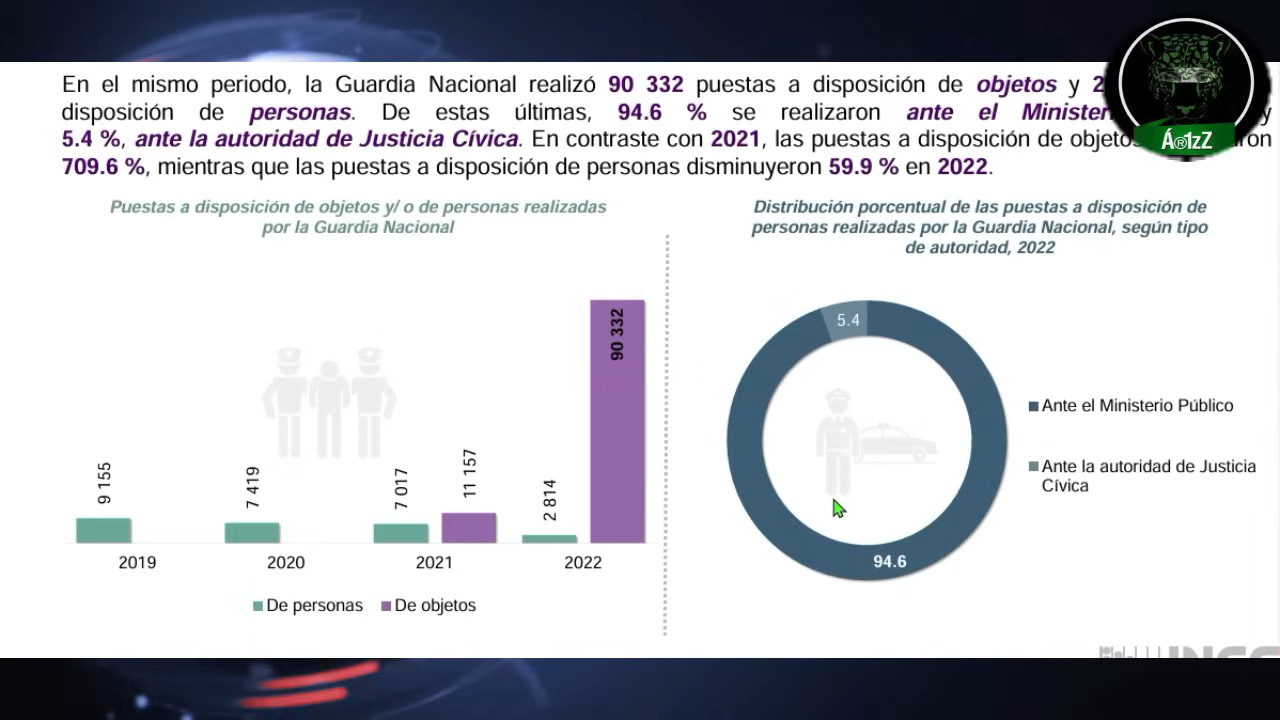 En el mismo periodo, la Guardia Nacional realizó 90 332 puestas a disposición de objetos y 2
disposición de personas. De estas últimas, 94.6 % se realizaron ante el y
5.4 %, ante la autoridad de Justicia Cívica. En contraste con 2021, las puestas a disposición de
709.6 %, mientras que las puestas a disposición de personas disminuyeron 59.9 % en 2022.
Á®1zZ
Puestas a disposición de objetos y/ o de personas realizadas
por la Guardia Nacional
90 332
9 155
7 419
7 017
11 157
2 814
2019 2020 2021 2022
De personas De objetos
Distribución porcentual de las puestas a disposición de
personas realizadas por la Guardia Nacional, según tipo
de autoridad, 2022
5.4
94.6
Ante el Ministerio Público
Ante la autoridad de Justicia
Cívica